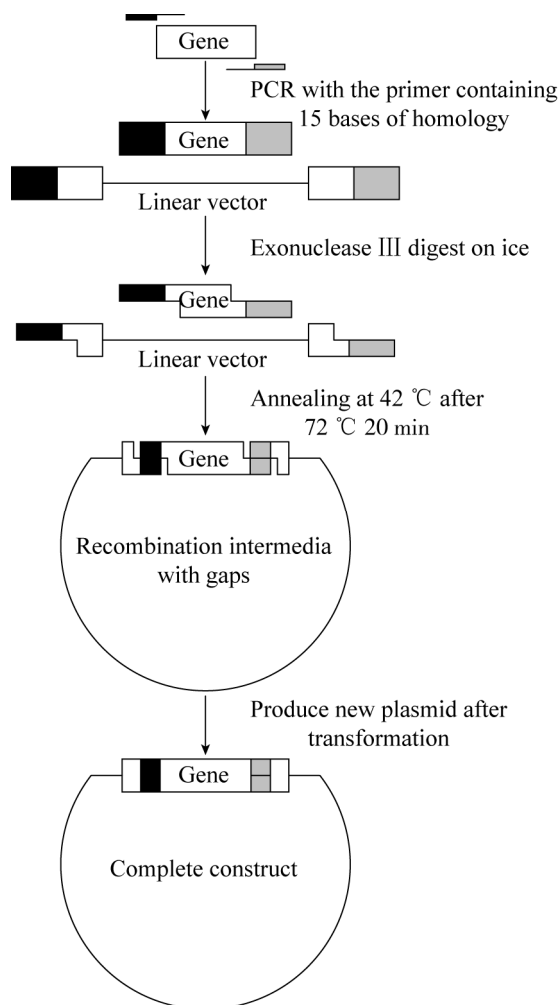 Gene
PCR with the primer containing
15 bases of homology
Gene
Linear vector
Exonuclease III digest on ice
Gene
Linear vector
Annealing at 42 ℃ after
72 ℃ 20 min
Gene
Recombination intermedia
with gaps
Produce new plasmid after
transformation
Gene
Complete construct